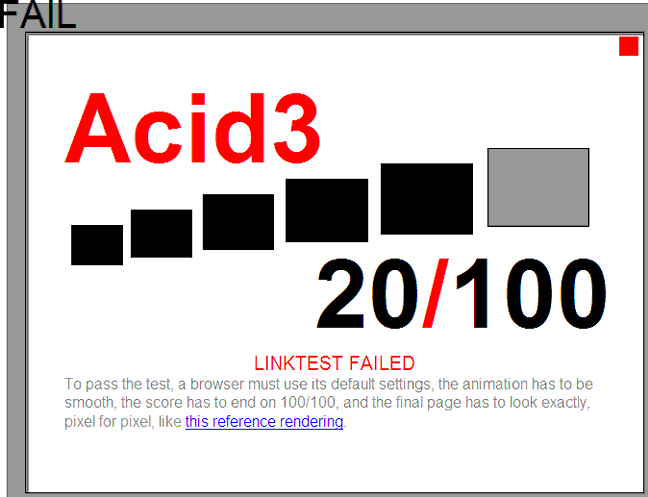 FAIL
Acid3
20/100
LINKTEST FAILED
To pass the test, a browser must use its default settings, the animation has to be
smooth, the score has to end on 100/100, and the final page has to look exactly,
pixel for pixel, like this reference rendering.